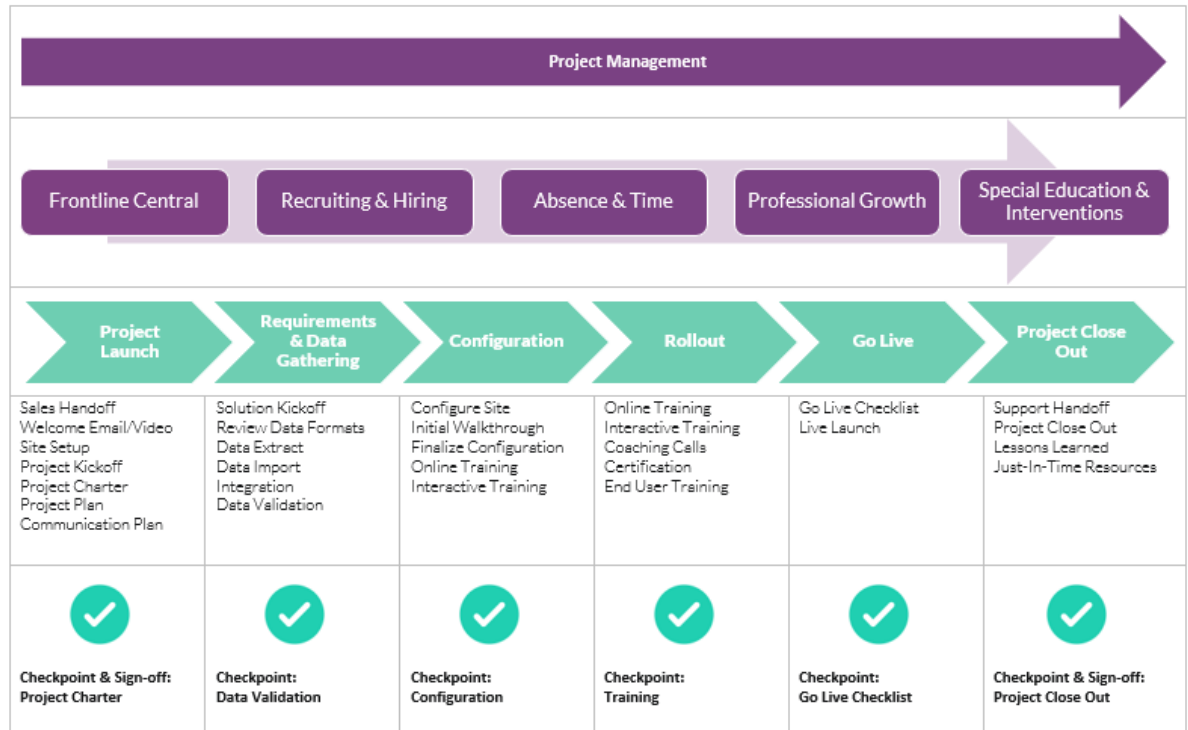 Project Management
Frontline Central
Recruiting & Hiring
Absence & Time
Professional Growth
Special Education &
Interventions
Project
Launch
Requirements
& Data
Gathering
Configuration
Rollout
Go Live
Project Close
Out
Sales Handoff
Welcome Email/Video
Site Setup
Project Kickoff
Project Charter
Project Plan
Communication Plan
Solution Kickoff
Review Data Formats
Data Extract
Data Import
Integration
Data Validation
Configure Site
Initial Walkthrough
Finalize Configuration
Online Training
Interactive Training
Online Training
Interactive Training
Coaching Calls
Certification
End User Training
Go Live Checklist
Live Launch
Support Handoff
Project Close Out
Lessons Learned
Just-In-Time Resources
Checkpoint & Sign-off:
Project Charter
Checkpoint:
Data Validation
Checkpoint:
Configuration
Checkpoint:
Training
Checkpoint:
Go Live Checklist
Checkpoint & Sign-off:
Project Close Out